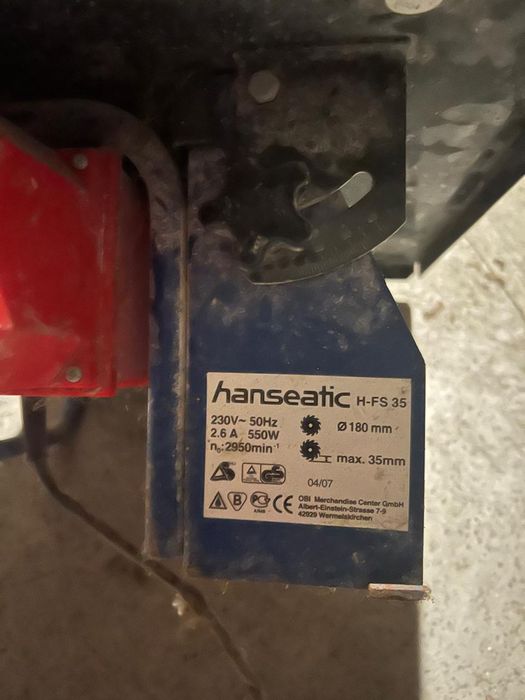 hanseatic H-FS 35
230V~ 50Hz Ø 180 mm
2.6 A 550W
n₀:2950min⁻¹ max. 35mm
04/07
OBI Merchandise Center GmbH
Albert-Einstein-Strasse 7-9
42929 Wermelskirchen
B CE